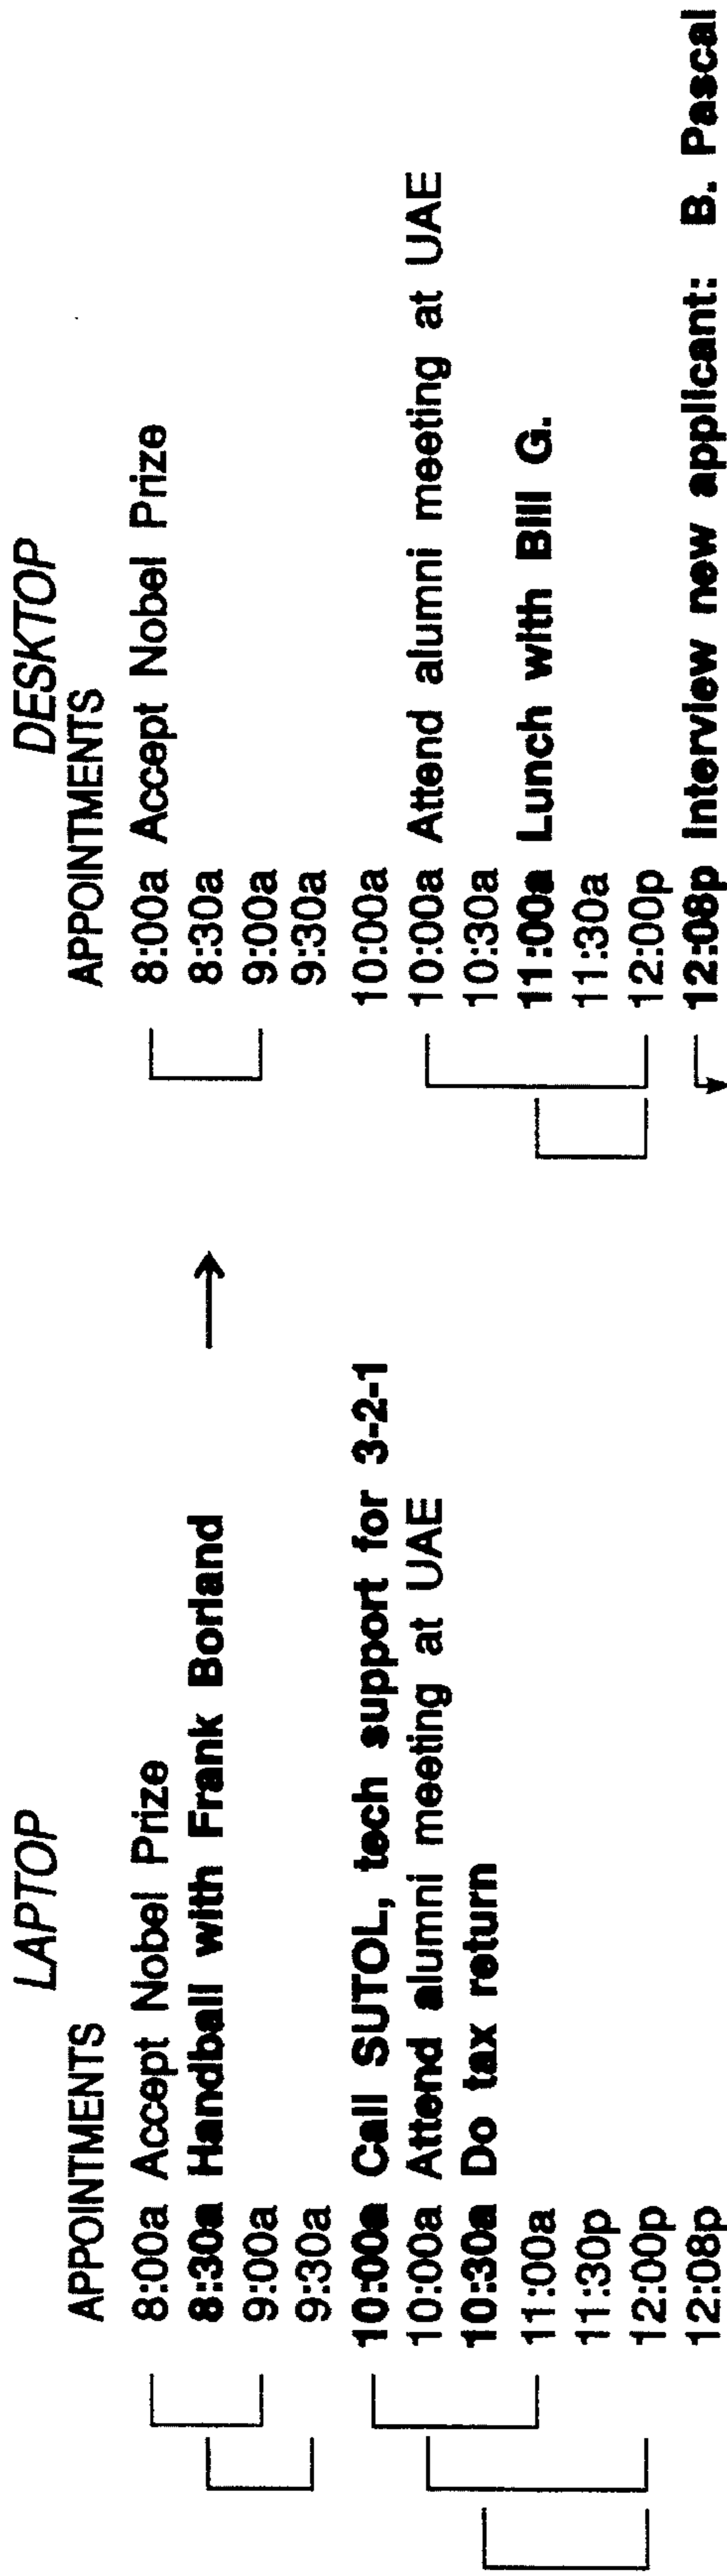 LAPTOP
APPOINTMENTS
8:00a Accept Nobel Prize
8:30a Handball with Frank Borland
9:00a
9:30a
10:00a Call SUTOL, tech support for 3-2-1
10:00a Attend alumni meeting at UAE
10:30a Do tax return
11:00a
11:30p
12:00p
12:08p
DESKTOP
APPOINTMENTS
8:00a Accept Nobel Prize
8:30a
9:00a
9:30a
10:00a
10:00a Attend alumni meeting at UAE
10:30a
11:00a Lunch with Bill G.
11:30a
12:00p
12:08p Interview new applicant: B. Pascal